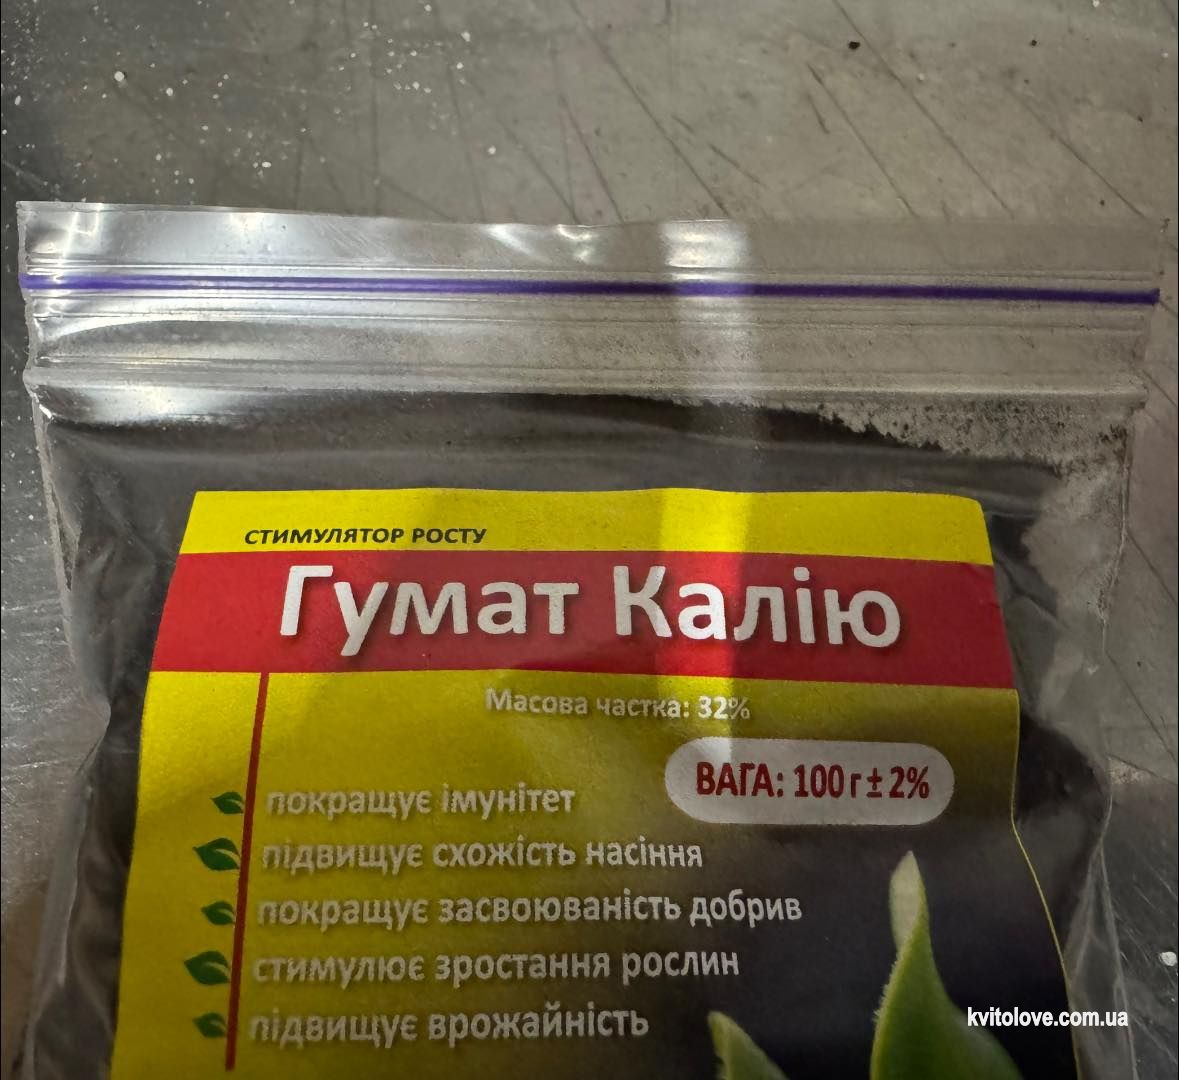 СТИМУЛЯТОР РОСТУ
Гумат Калію
Масова частка: 32%
ВАГА: 100 г ± 2%
покращує імунітет
підвищує схожість насіння
покращує засвоюваність добрив
стимулює зростання рослин
підвищує врожайність
kvitolove.com.ua